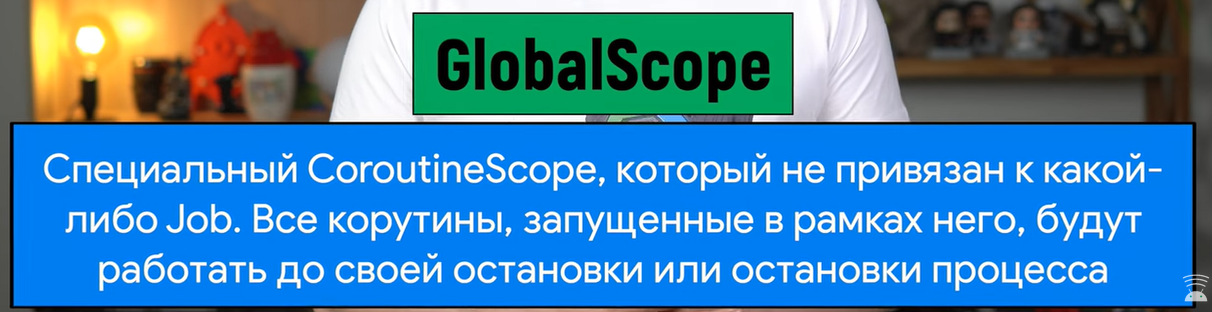 GlobalScope
Специальный CoroutineScope, который не привязан к какой-
либо Job. Все корутины, запущенные в рамках него, будут
работать до своей остановки или остановки процесса